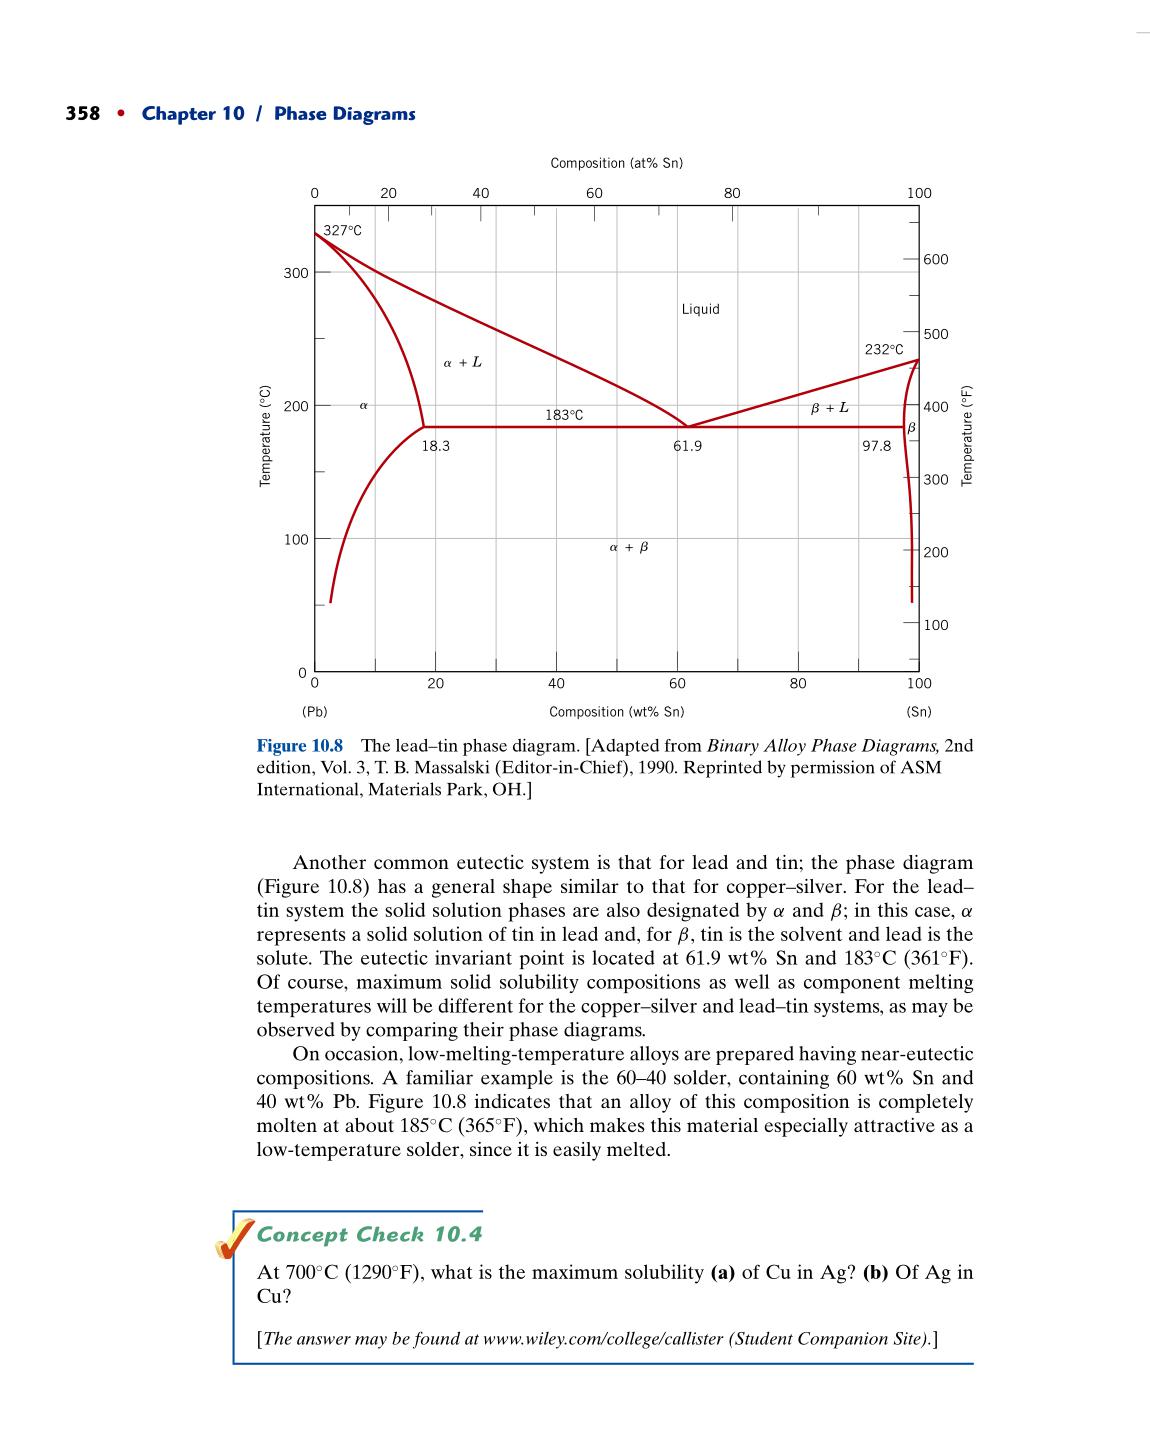 358 • Chapter 10 / Phase Diagrams
Composition (at% Sn)
0 20 40 60 80 100
327°C
300
600
Liquid
500
232°C
α + L
Temperature (°C)
α
200
183°C
β + L
400
β
Temperature (°F)
18.3
61.9
97.8
300
100
α + β
200
100
0
0 20 40 60 80 100
(Pb)
Composition (wt% Sn)
(Sn)
Figure 10.8 The lead–tin phase diagram. [Adapted from Binary Alloy Phase Diagrams, 2nd
edition, Vol. 3, T. B. Massalski (Editor-in-Chief), 1990. Reprinted by permission of ASM
International, Materials Park, OH.]
Another common eutectic system is that for lead and tin; the phase diagram
(Figure 10.8) has a general shape similar to that for copper–silver. For the lead–
tin system the solid solution phases are also designated by α and β; in this case, α
represents a solid solution of tin in lead and, for β, tin is the solvent and lead is the
solute. The eutectic invariant point is located at 61.9 wt% Sn and 183°C (361°F).
Of course, maximum solid solubility compositions as well as component melting
temperatures will be different for the copper–silver and lead–tin systems, as may be
observed by comparing their phase diagrams.
On occasion, low-melting-temperature alloys are prepared having near-eutectic
compositions. A familiar example is the 60–40 solder, containing 60 wt% Sn and
40 wt% Pb. Figure 10.8 indicates that an alloy of this composition is completely
molten at about 185°C (365°F), which makes this material especially attractive as a
low-temperature solder, since it is easily melted.
Concept Check 10.4
At 700°C (1290°F), what is the maximum solubility (a) of Cu in Ag? (b) Of Ag in
Cu?
[The answer may be found at www.wiley.com/college/callister (Student Companion Site).]